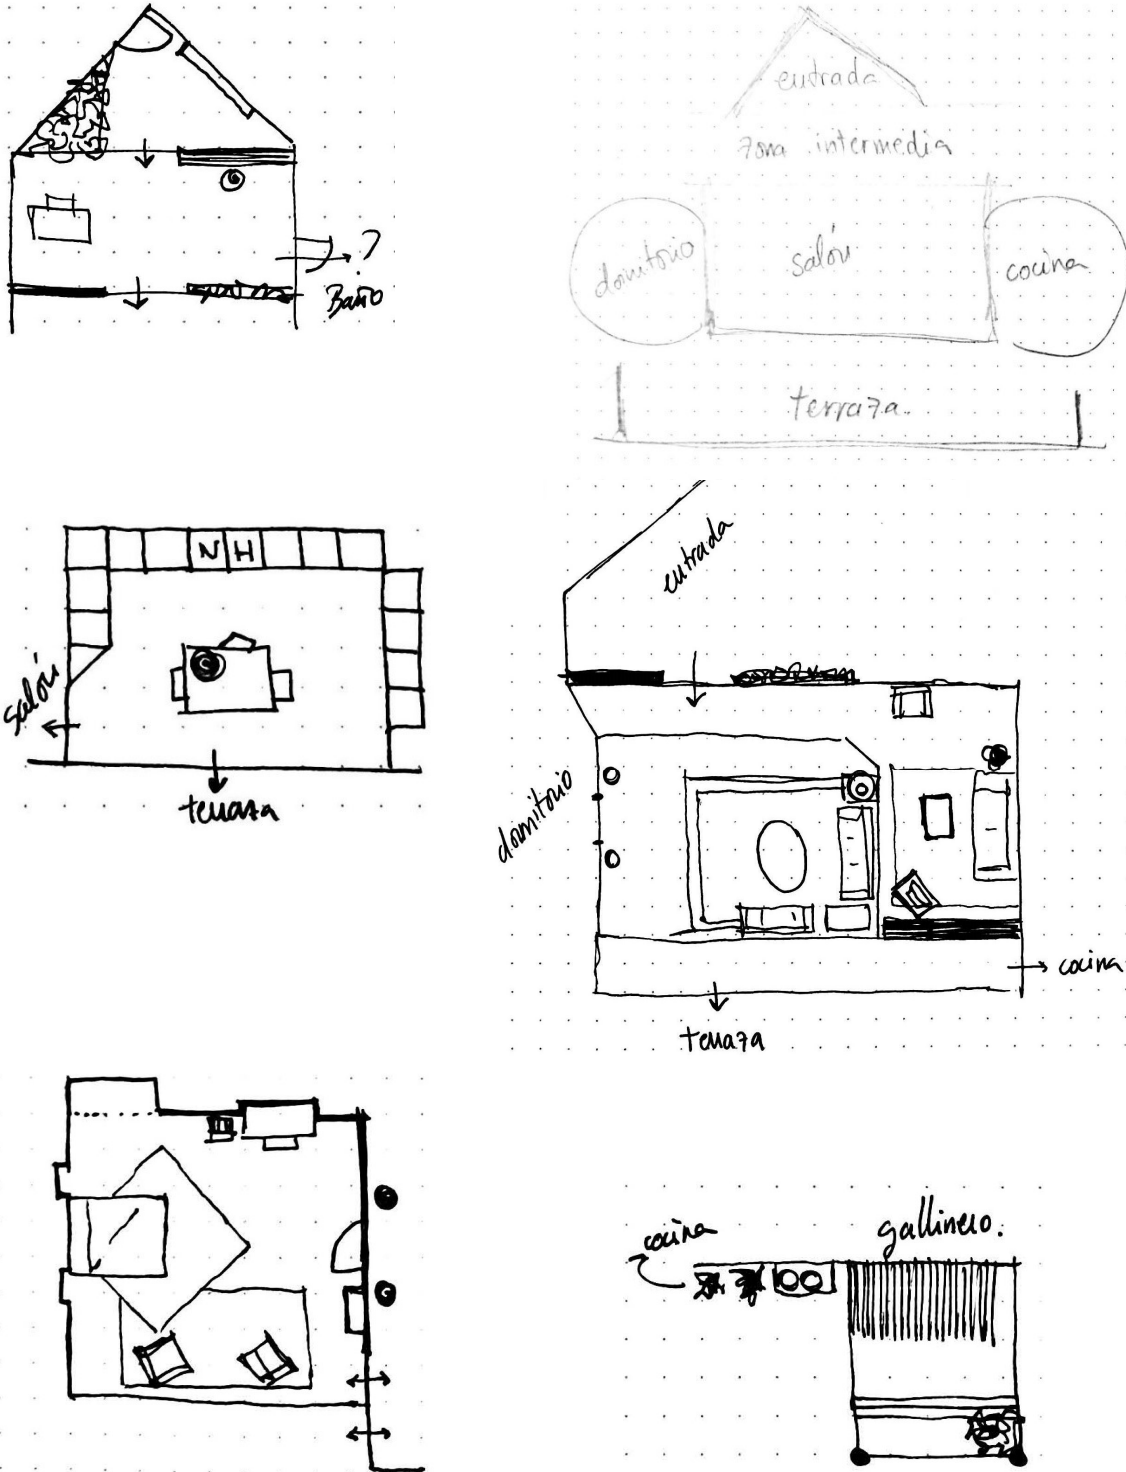 ?
Baño
entrada
zona intermedia
dormitorio
salón
cocina
terraza.
N H
salón
terraza
entrada
dormitorio
cocina
terraza
cocina
gallinero.